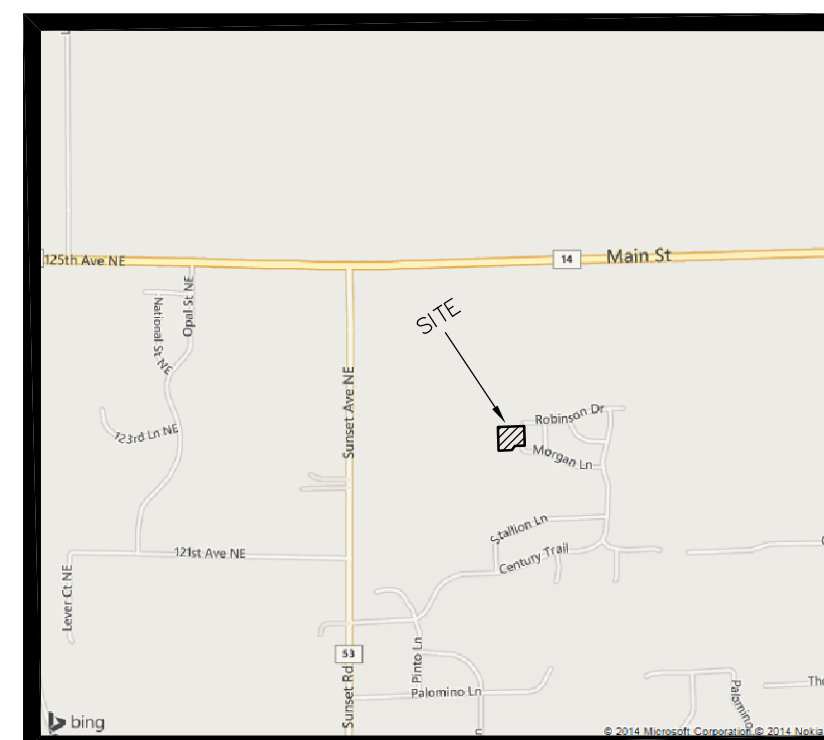 125th Ave NE
14
Main St
Opal St NE
National St NE
SITE
Sunset Ave NE
Robinson Dr
123rd Ln NE
Morgan Ln
Stallion Ln
121st Ave NE
Century Trail
Lever Ct NE
53
Pinto Ln
Sunset Rd
Palomino Ln
Palomino
bing
© 2014 Microsoft Corporation © 2014 Nokia